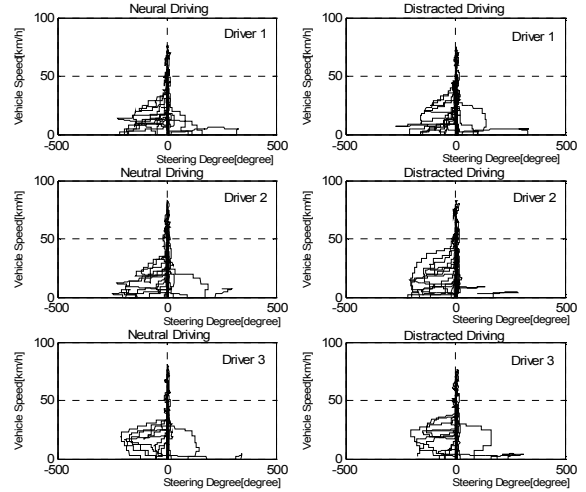 Neural Driving
Distracted Driving
100
50
0
Vehicle Speed[km/h]
Driver 1
-500
0
500
Steering Degree[degree]
100
50
0
Vehicle Speed[km/h]
Driver 1
-500
0
500
Steering Degree[degree]
Neutral Driving
Distracted Driving
100
50
0
Vehicle Speed[km/h]
Driver 2
-500
0
500
Steering Degree[degree]
100
50
0
Vehicle Speed[km/h]
Driver 2
-500
0
500
Steering Degree[degree]
Neutral Driving
Distracted Driving
100
50
0
Vehicle Speed[km/h]
Driver 3
-500
0
500
Steering Degree[degree]
100
50
0
Vehicle Speed[km/h]
Driver 3
-500
0
500
Steering Degree[degree]